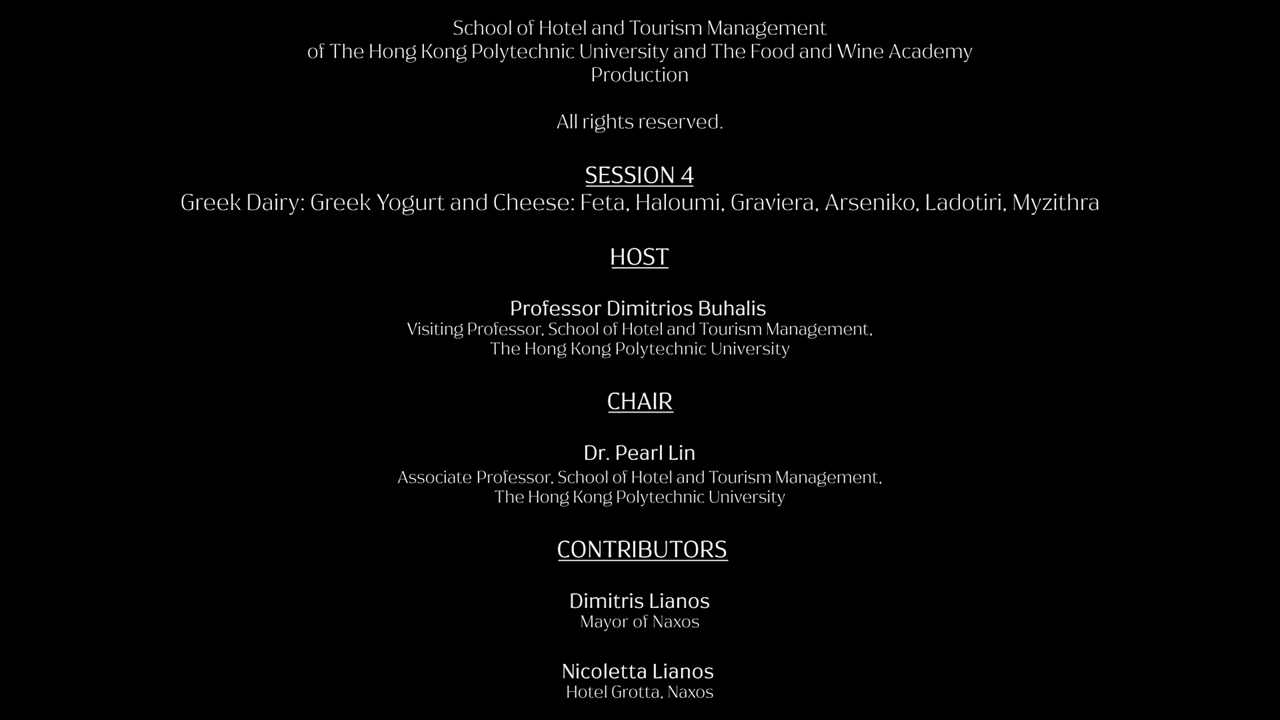 School of Hotel and Tourism Management
of The Hong Kong Polytechnic University and The Food and Wine Academy
Production
All rights reserved.
SESSION 4
Greek Dairy: Greek Yogurt and Cheese: Feta, Haloumi, Graviera, Arseniko, Ladotiri, Myzithra
HOST
Professor Dimitrios Buhalis
Visiting Professor, School of Hotel and Tourism Management,
The Hong Kong Polytechnic University
CHAIR
Dr. Pearl Lin
Associate Professor, School of Hotel and Tourism Management,
The Hong Kong Polytechnic University
CONTRIBUTORS
Dimitris Lianos
Mayor of Naxos
Nicoletta Lianos
Hotel Grotta, Naxos